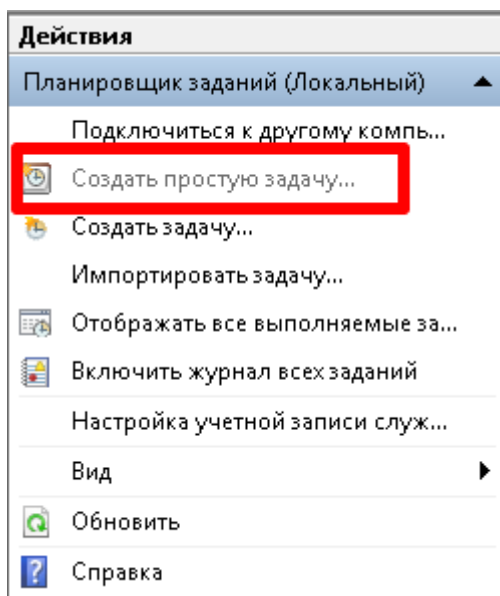 Действия
Планировщик заданий (Локальный)
Подключиться к другому компь...
Создать простую задачу...
Создать задачу...
Импортировать задачу...
Отображать все выполняемые за...
Включить журнал всех заданий
Настройка учетной записи служ...
Вид
Обновить
Справка